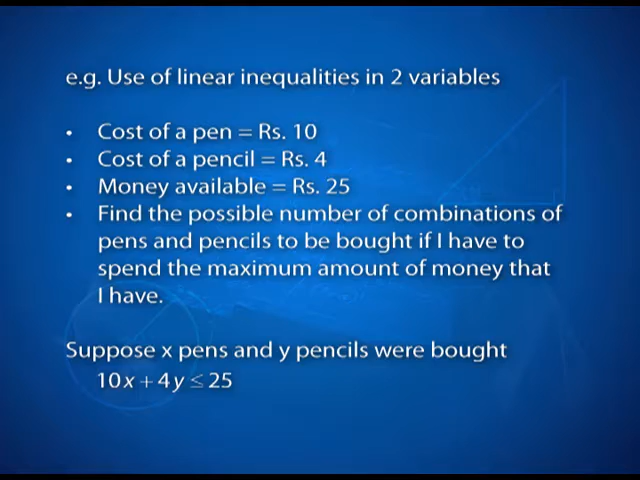 e.g. Use of linear inequalities in 2 variables
• Cost of a pen = Rs. 10
• Cost of a pencil = Rs. 4
• Money available = Rs. 25
• Find the possible number of combinations of
pens and pencils to be bought if I have to
spend the maximum amount of money that
I have.
Suppose x pens and y pencils were bought
10x + 4y ≤ 25